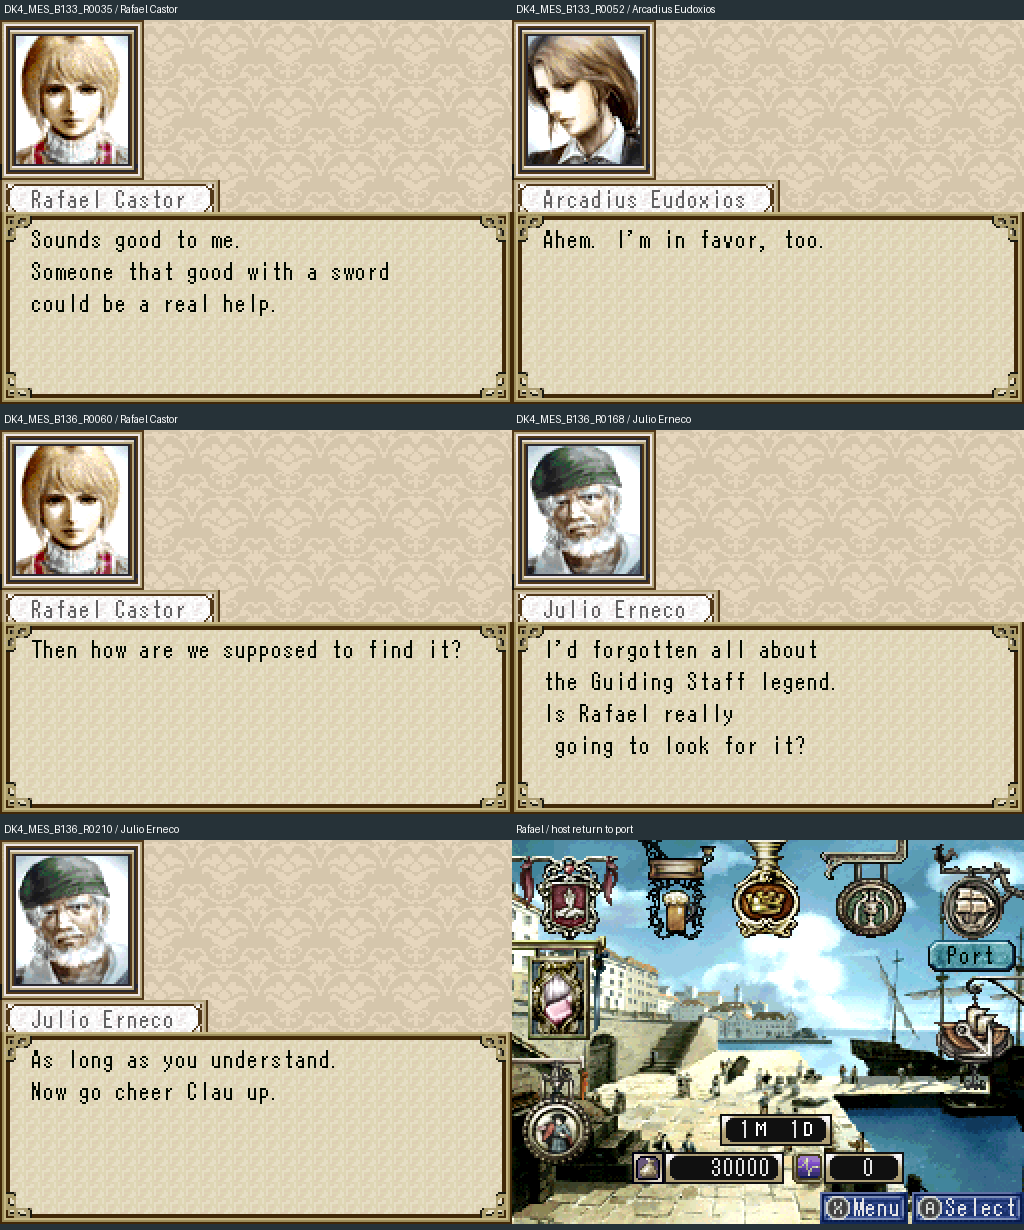 DK4_MES_B133_R0035 / Rafael Castor
Rafael Castor
Sounds good to me.
Someone that good with a sword
could be a real help.
DK4_MES_B133_R0052 / Arcadius Eudoxios
Arcadius Eudoxios
Ahem. I'm in favor, too.
DK4_MES_B136_R0060 / Rafael Castor
Rafael Castor
Then how are we supposed to find it?
DK4_MES_B136_R0168 / Julio Erneco
Julio Erneco
I'd forgotten all about
the Guiding Staff legend.
Is Rafael really
going to look for it?
DK4_MES_B136_R0210 / Julio Erneco
Julio Erneco
As long as you understand.
Now go cheer Clau up.
Rafael / host return to port
Port
1M 1D
30000
0
X Menu
A Select